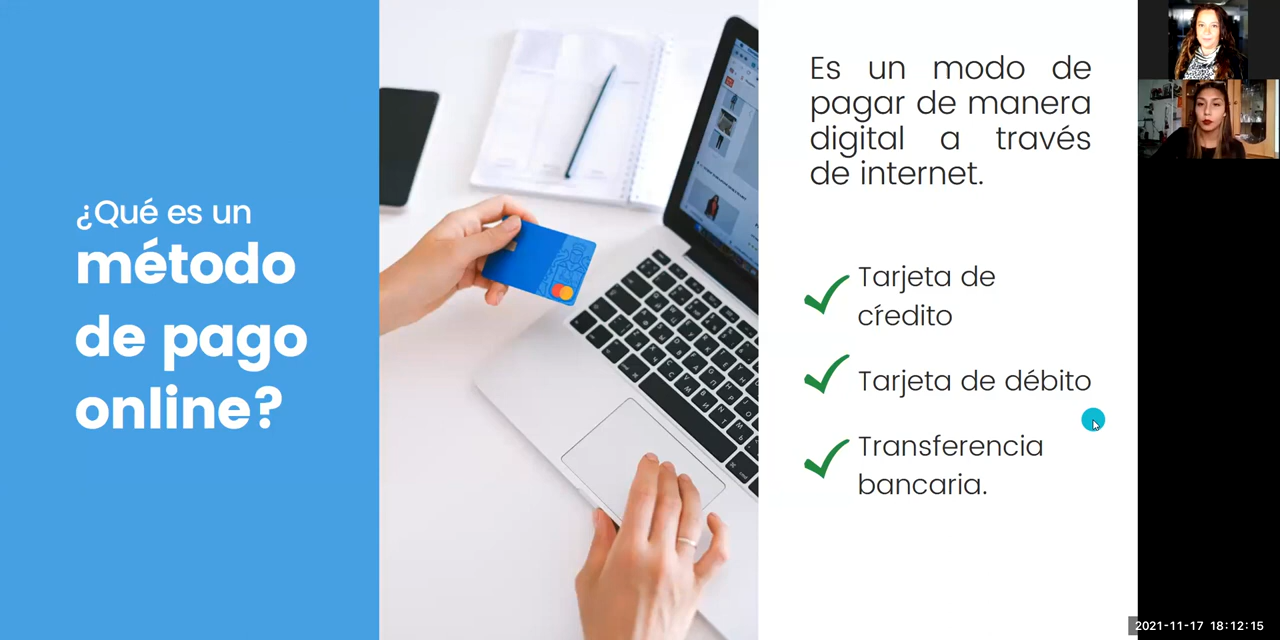 ¿Qué es un
método
de pago
online?
Es un modo de
pagar de manera
digital a través
de internet.
Tarjeta de
cŕedito
Tarjeta de débito
Transferencia
bancaria.
2021-11-17 18:12:15